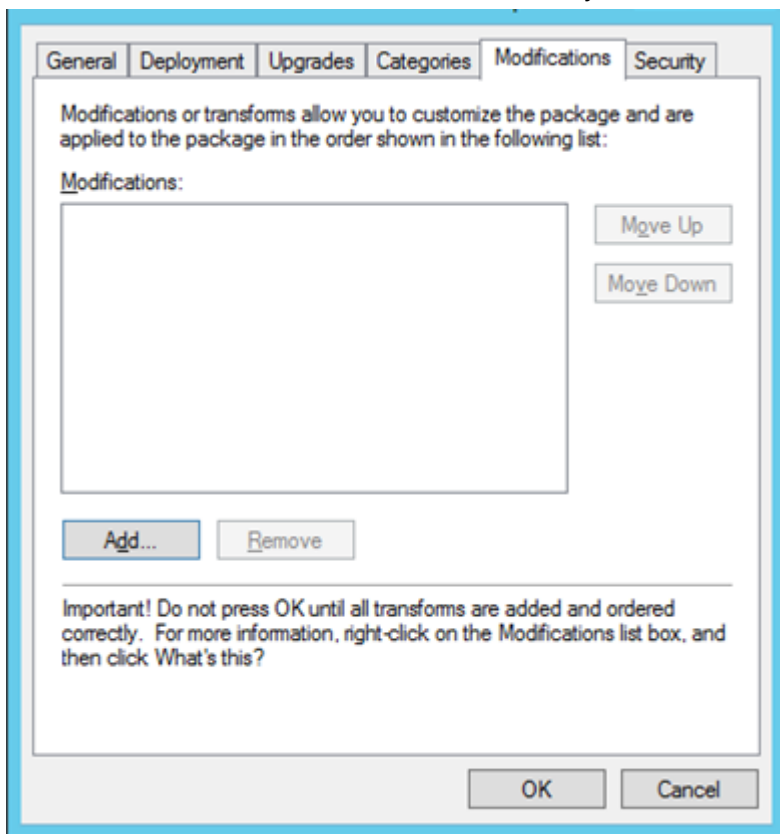 General Deployment Upgrades Categories Modifications Security
Modifications or transforms allow you to customize the package and are
applied to the package in the order shown in the following list:
Modifications:
Move Up
Move Down
Add... Remove
Important! Do not press OK until all transforms are added and ordered
correctly. For more information, right-click on the Modifications list box, and
then click What's this?
OK Cancel